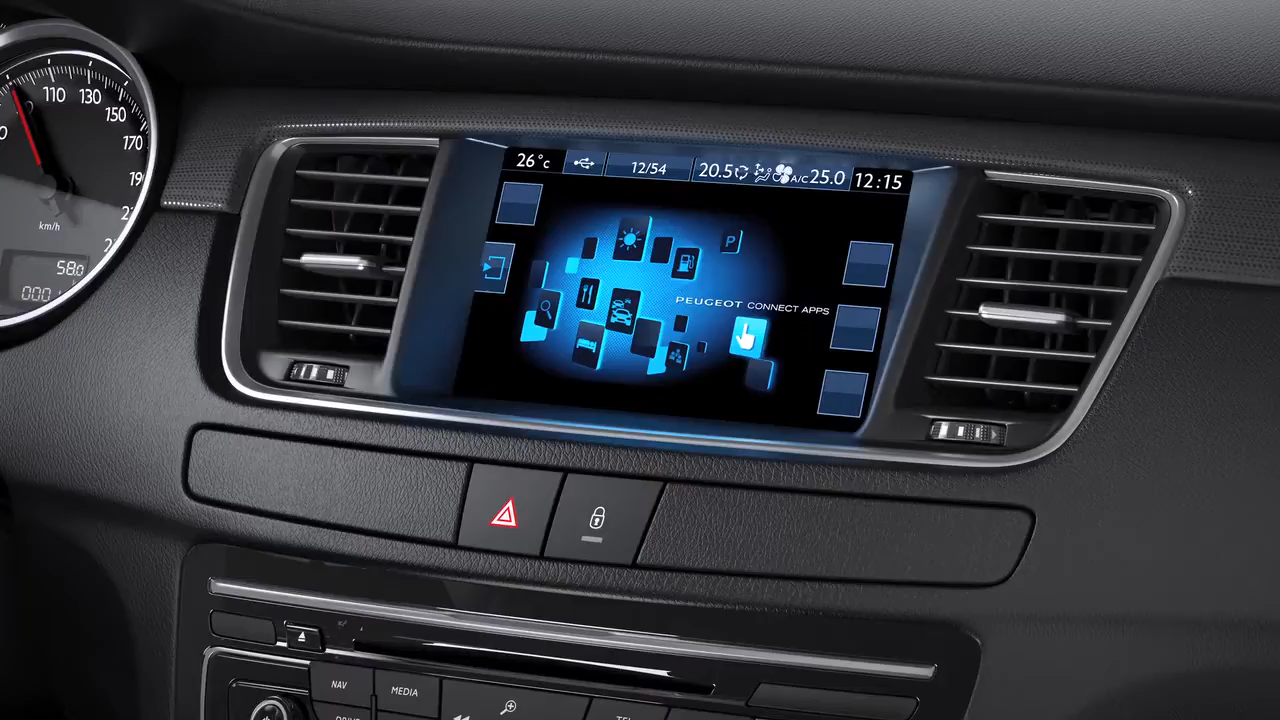 110 130
150
170
km/h
58.0
000
26°c 12/54 20.5 A/C 25.0 12:15
P
PEUGEOT CONNECT APPS
NAV
MEDIA